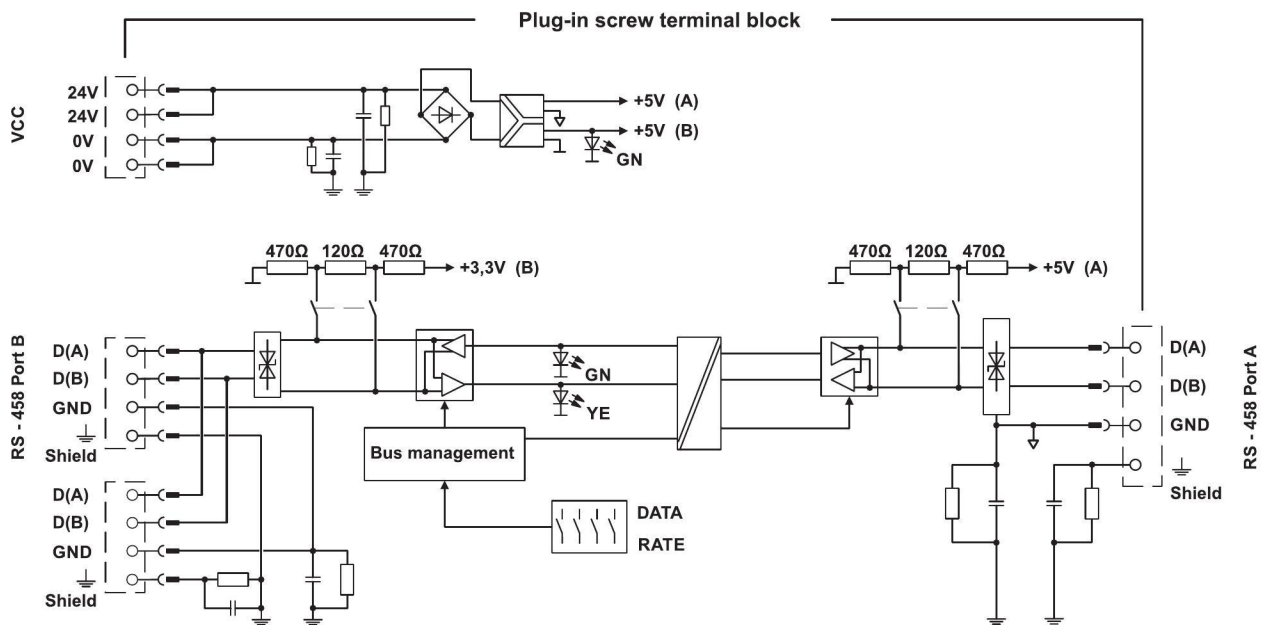 Plug-in screw terminal block
VCC
24V
24V
0V
0V
+5V (A)
+5V (B)
GN
470Ω 120Ω 470Ω
+3,3V (B)
470Ω 120Ω 470Ω
+5V (A)
RS - 458 Port B
D(A)
D(B)
GND
Shield
D(A)
D(B)
GND
Shield
GN
YE
Bus management
DATA
RATE
D(A)
D(B)
GND
Shield
RS - 458 Port A